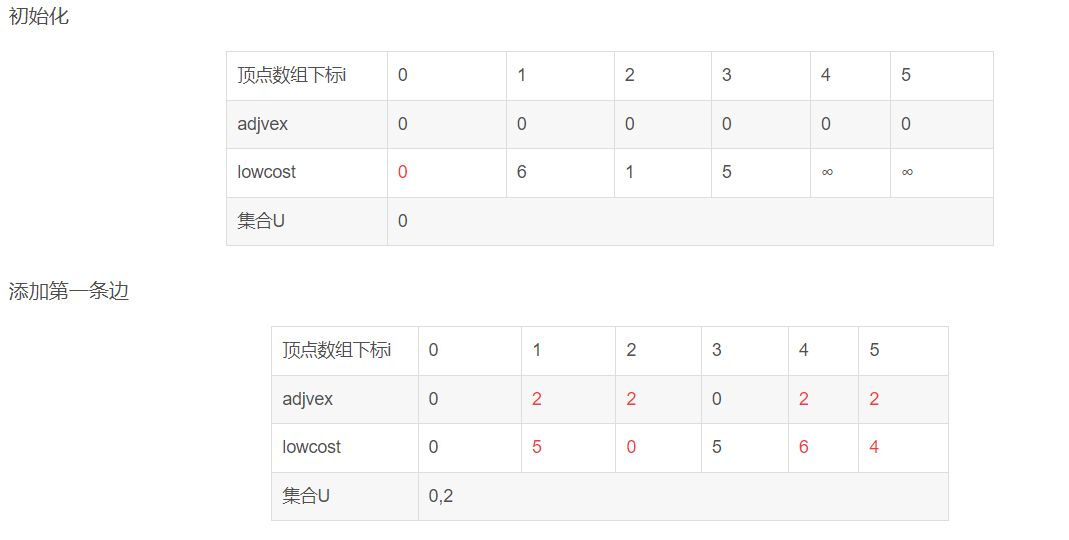 初始化
顶点数组下标i 0 1 2 3 4 5
adjvex 0 0 0 0 0 0
lowcost 0 6 1 5 ∞ ∞
集合U 0
添加第一条边
顶点数组下标i 0 1 2 3 4 5
adjvex 0 2 2 0 2 2
lowcost 0 5 0 5 6 4
集合U 0,2